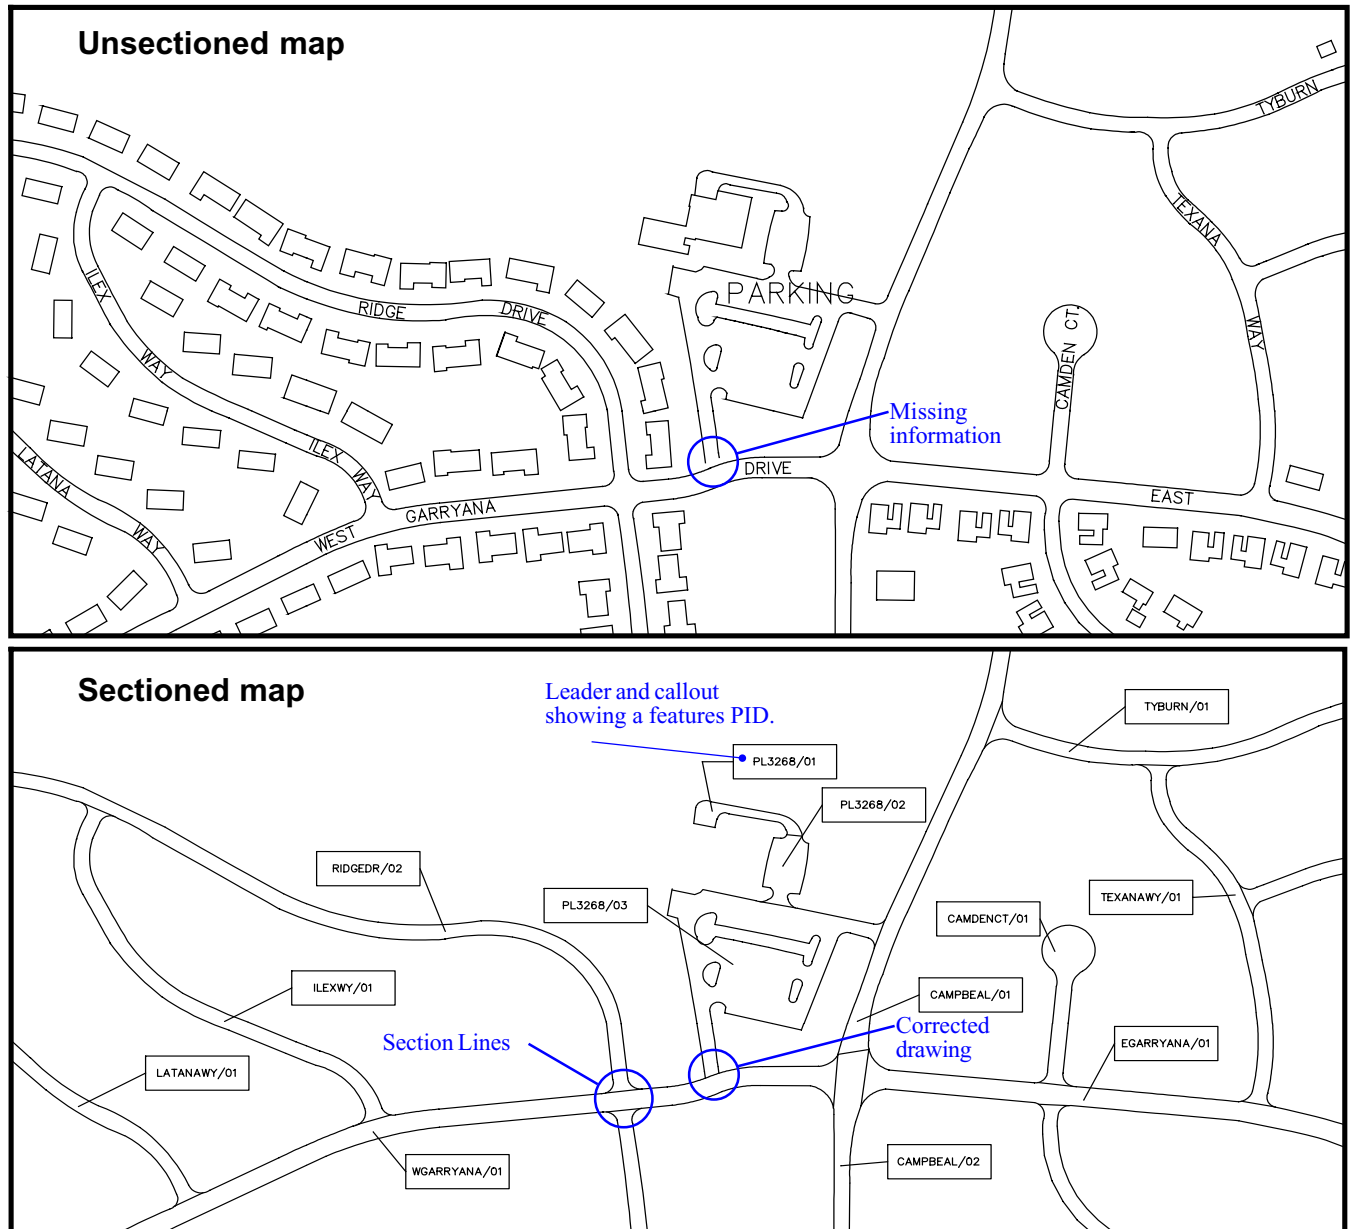 Unsectioned map
TYBURN
TEXANA
WAY
ILEX
WAY
RIDGE DRIVE
PARKING
CAMDEN CT.
Missing
information
ILEX WAY
LATANA
WAY
WEST GARRYANA DRIVE
EAST
Sectioned map
Leader and callout
showing a features PID.
TYBURN/01
PL3268/01
PL3268/02
RIDGEDR/02
PL3268/03
TEXANAWY/01
CAMDENCT/01
ILEXWY/01
CAMPBEAL/01
Section Lines
Corrected
drawing
EGARRYANA/01
LATANAWY/01
WGARRYANA/01
CAMPBEAL/02